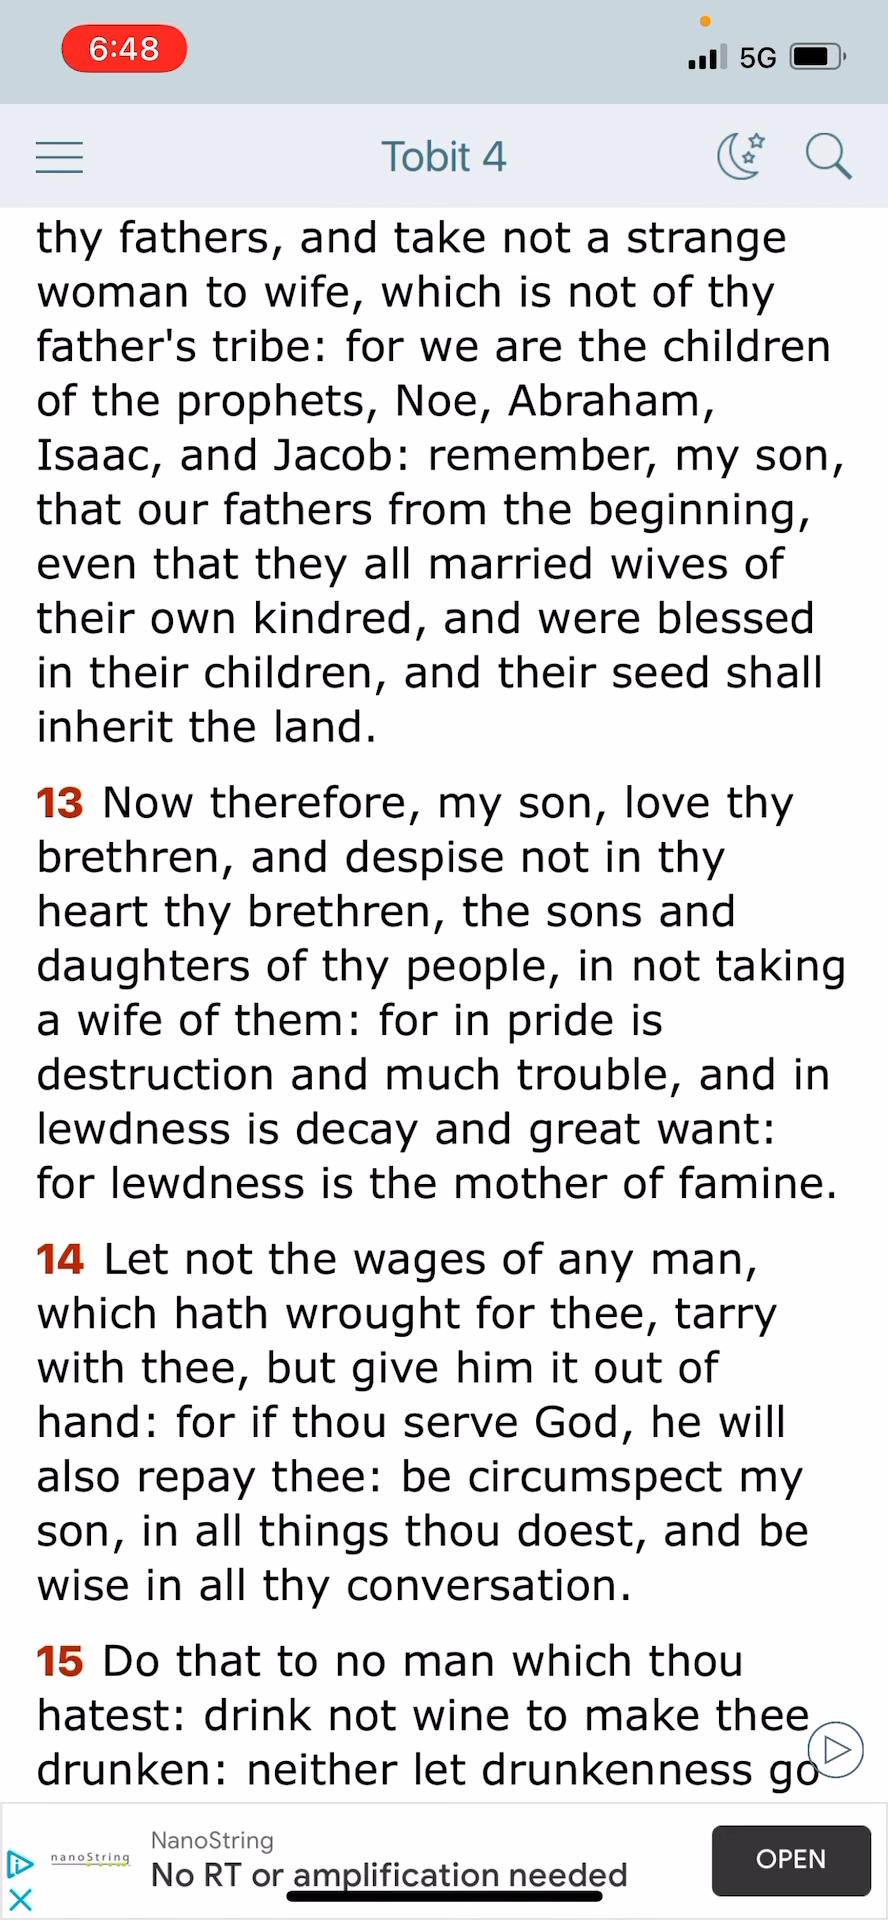 6:48
5G
Tobit 4
thy fathers, and take not a strange
woman to wife, which is not of thy
father's tribe: for we are the children
of the prophets, Noe, Abraham,
Isaac, and Jacob: remember, my son,
that our fathers from the beginning,
even that they all married wives of
their own kindred, and were blessed
in their children, and their seed shall
inherit the land.
13 Now therefore, my son, love thy
brethren, and despise not in thy
heart thy brethren, the sons and
daughters of thy people, in not taking
a wife of them: for in pride is
destruction and much trouble, and in
lewdness is decay and great want:
for lewdness is the mother of famine.
14 Let not the wages of any man,
which hath wrought for thee, tarry
with thee, but give him it out of
hand: for if thou serve God, he will
also repay thee: be circumspect my
son, in all things thou doest, and be
wise in all thy conversation.
15 Do that to no man which thou
hatest: drink not wine to make thee
drunken: neither let drunkenness go
nanoString
NanoString
No RT or amplification needed
OPEN